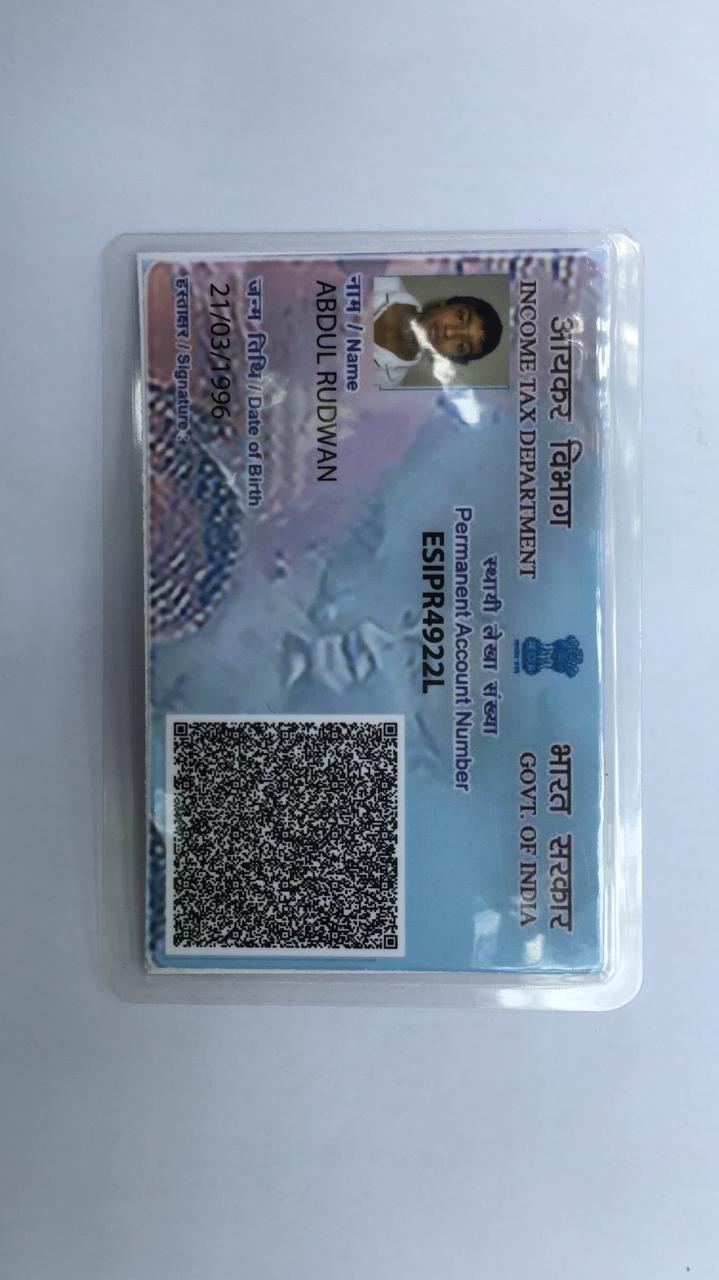 आयकर विभाग
INCOME TAX DEPARTMENT
भारत सरकार
GOVT. OF INDIA
स्थायी लेखा संख्या
Permanent Account Number
ESIPR4922L
नाम / Name
ABDUL RUDWAN
जन्म तिथि / Date of Birth
21/03/1996
हस्ताक्षर / Signature